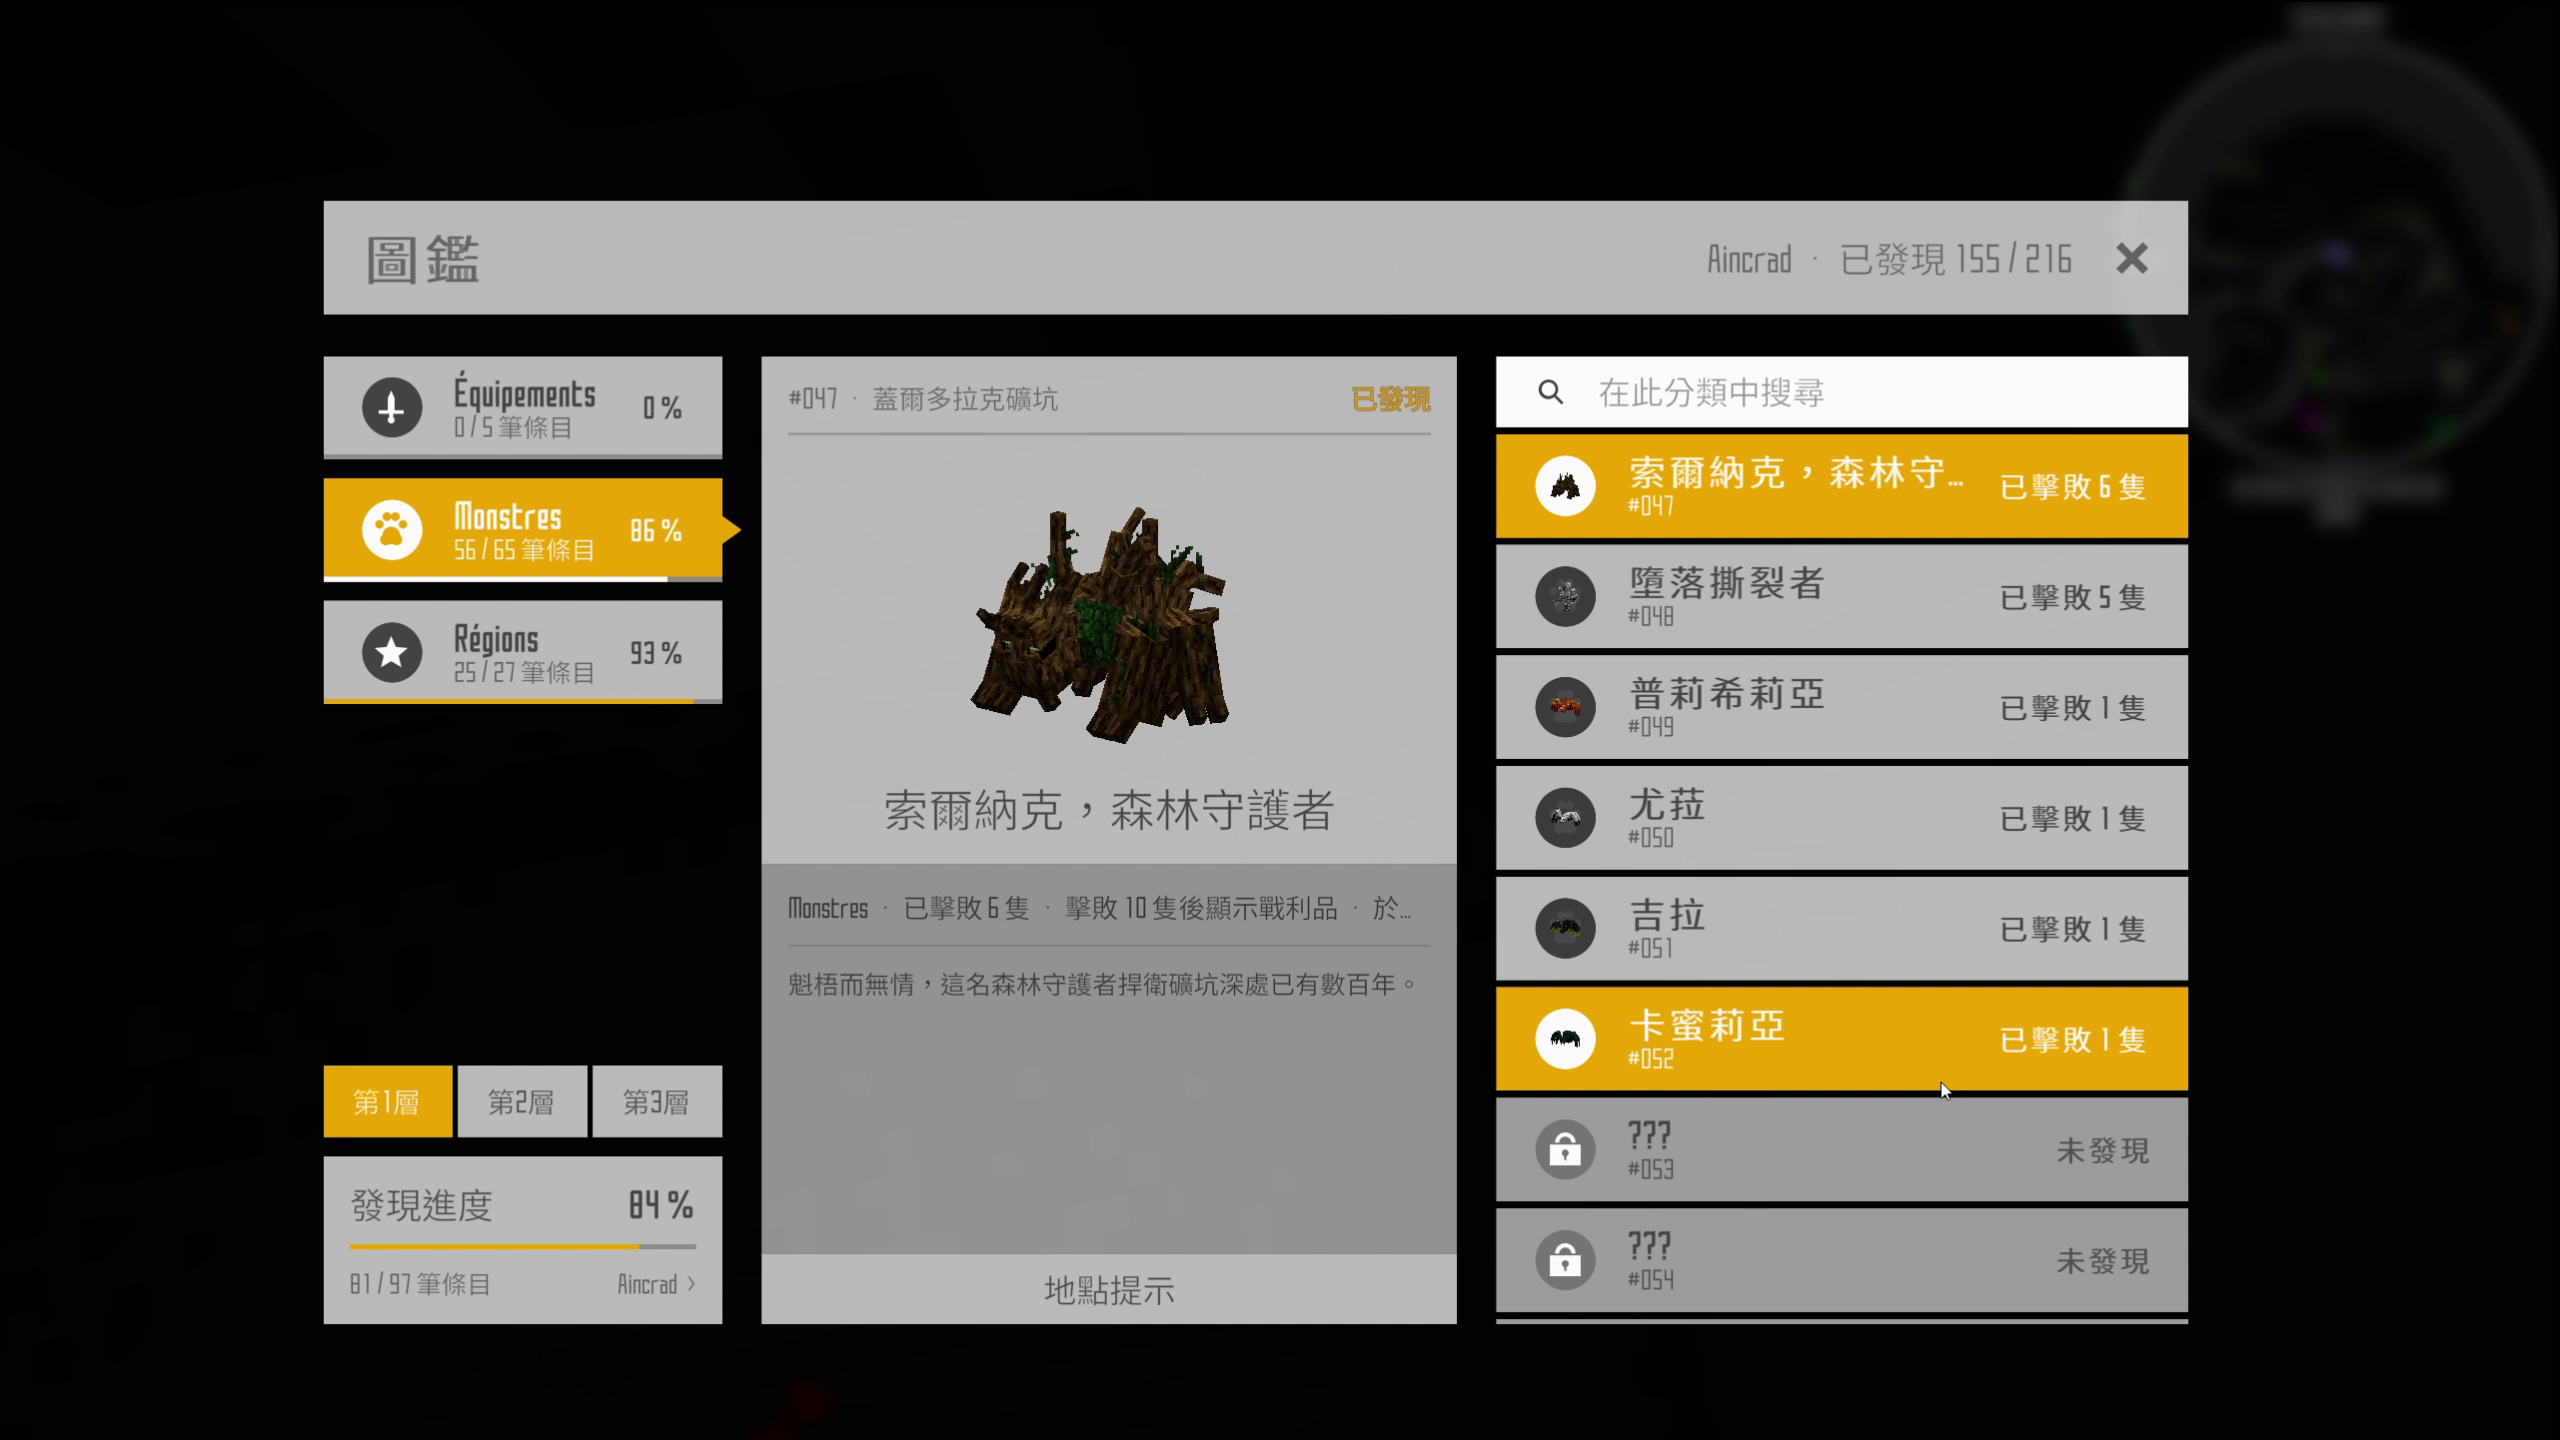 圖鑑
Aincrad · 已發現 155 / 216
Équipements
0 / 5 筆條目
0 %
Monstres
56 / 65 筆條目
86 %
Régions
25 / 27 筆條目
93 %
第1層
第2層
第3層
發現進度
84 %
81 / 97 筆條目
Aincrad >
#047 · 蓋爾多拉克礦坑
已發現
索爾納克，森林守護者
Monstres · 已擊敗 6 隻 · 擊敗 10 隻後顯示戰利品 · 於...
魁梧而無情，這名森林守護者捍衛礦坑深處已有數百年。
地點提示
在此分類中搜尋
索爾納克，森林守...
#047
已擊敗 6 隻
墮落撕裂者
#048
已擊敗 5 隻
普莉希莉亞
#049
已擊敗 1 隻
尤菈
#050
已擊敗 1 隻
吉拉
#051
已擊敗 1 隻
卡蜜莉亞
#052
已擊敗 1 隻
???
#053
未發現
???
#054
未發現